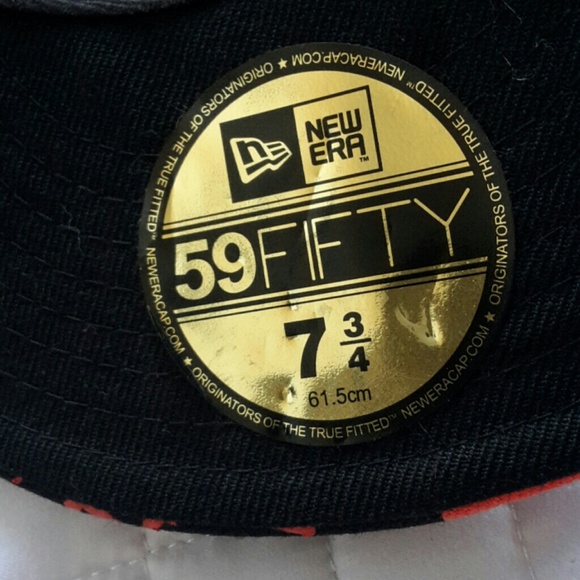 NEW
ERA™
59FIFTY
7 3/4
61.5cm
ORIGINATORS OF THE TRUE FITTED™ NEWERACAP.COM ★ ORIGINATORS OF THE TRUE FITTED™ NEWERACAP.COM ★ ORIGINATORS OF THE TRUE FITTED™ NEWERACAP.COM ★